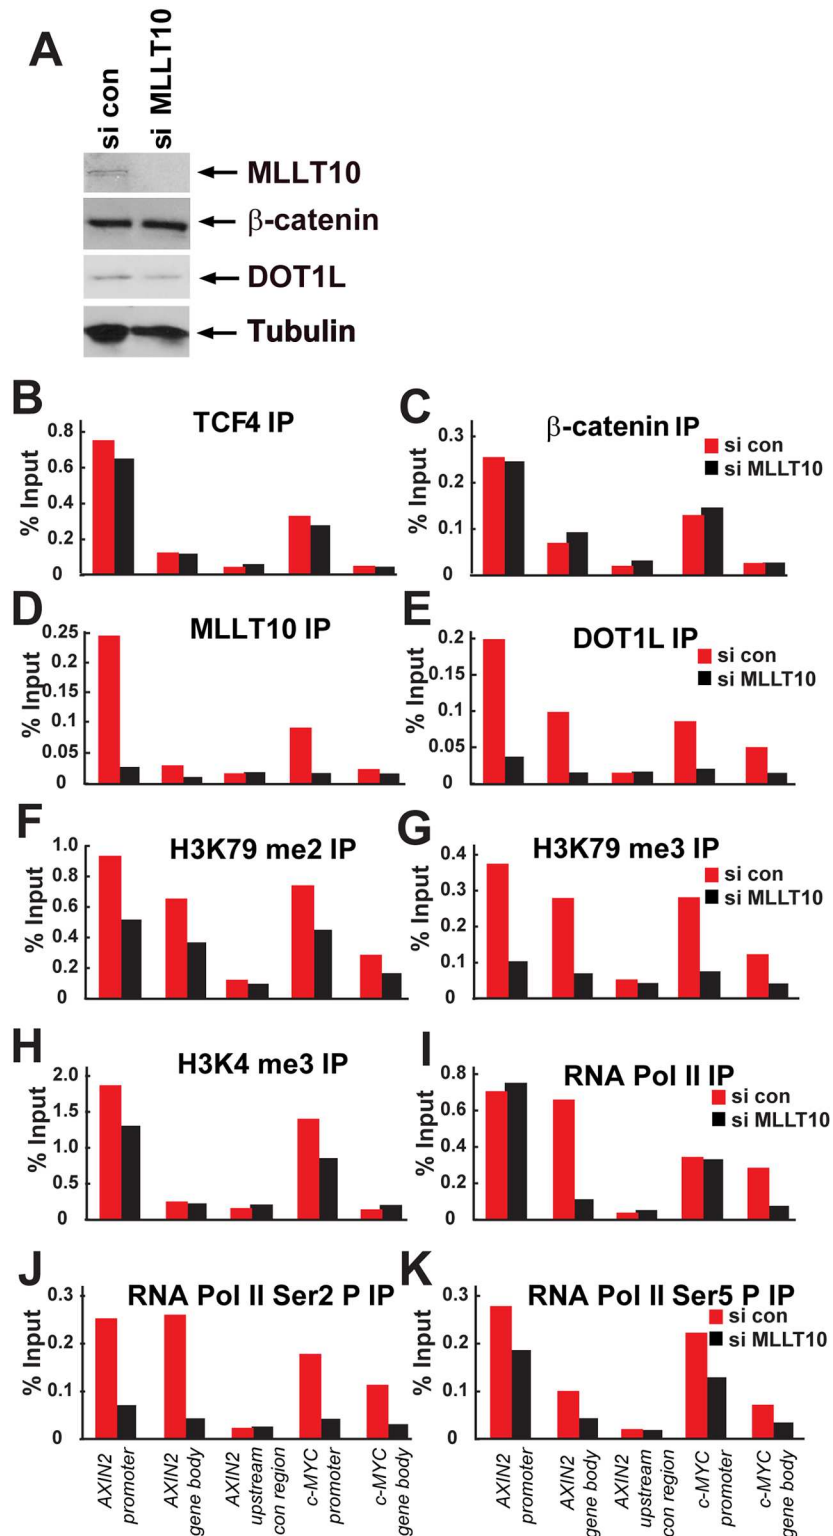 A
si con
si MLLT10
MLLT10
β-catenin
DOT1L
Tubulin
B
TCF4 IP
% Input
0.8
0.6
0.4
0.2
0
C
β-catenin IP
si con
si MLLT10
% Input
0.3
0.2
0.1
0
D
MLLT10 IP
% Input
0.25
0.2
0.15
0.1
0.05
0
E
DOT1L IP
si con
si MLLT10
% Input
0.2
0.15
0.1
0.05
0
F
H3K79 me2 IP
% Input
1.0
0.8
0.6
0.4
0.2
0
G
H3K79 me3 IP
si con
si MLLT10
% Input
0.4
0.3
0.2
0.1
0
H
H3K4 me3 IP
% Input
2.0
1.5
1.0
0.5
0
I
RNA Pol II IP
si con
si MLLT10
% Input
0.8
0.6
0.4
0.2
0
J
RNA Pol II Ser2 P IP
% Input
0.3
0.2
0.1
0
AXIN2
promoter
AXIN2
gene body
AXIN2
upstream
con region
c-MYC
promoter
c-MYC
gene body
K
RNA Pol II Ser5 P IP
si con
si MLLT10
% Input
0.3
0.2
0.1
0
AXIN2
promoter
AXIN2
gene body
AXIN2
upstream
con region
c-MYC
promoter
c-MYC
gene body